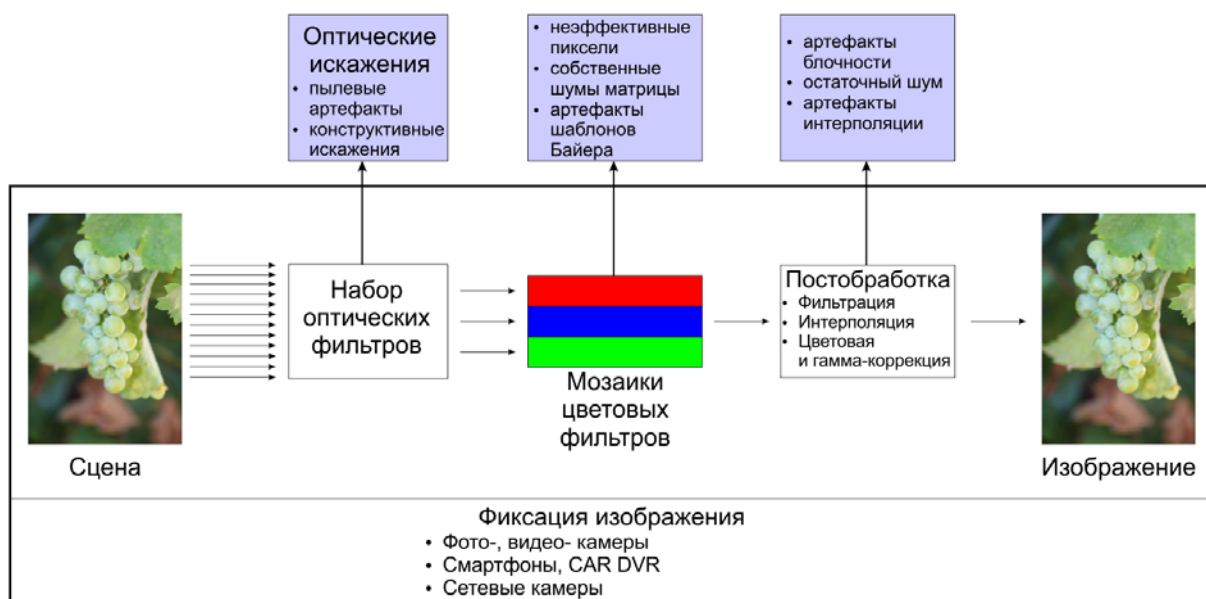 Оптические
искажения
• пылевые
артефакты
• конструктивные
искажения
• неэффективные
пиксели
• собственные
шумы матрицы
• артефакты
шаблонов
Байера
• артефакты
блочности
• остаточный шум
• артефакты
интерполяции
Сцена
Набор
оптических
фильтров
Мозаики
цветовых
фильтров
Постобработка
• Фильтрация
• Интерполяция
• Цветовая
и гамма-коррекция
Изображение
Фиксация изображения
• Фото-, видео- камеры
• Смартфоны, CAR DVR
• Сетевые камеры